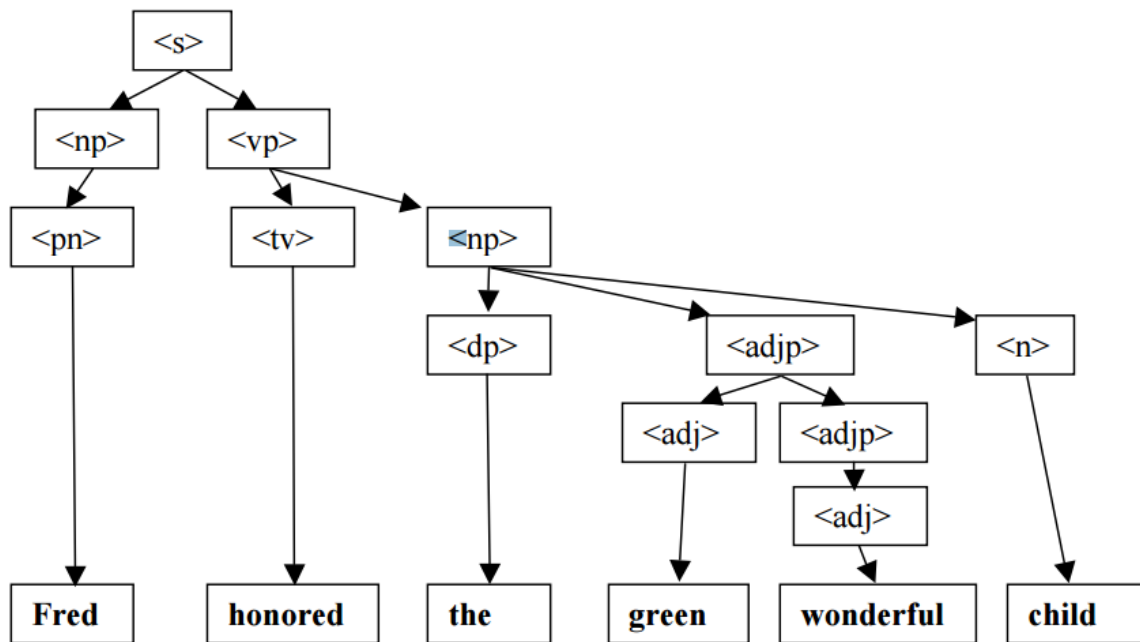 <s>
<np> <vp>
<pn> <tv> <np>
<dp> <adjp> <n>
<adj> <adjp>
<adj>
Fred honored the green wonderful child